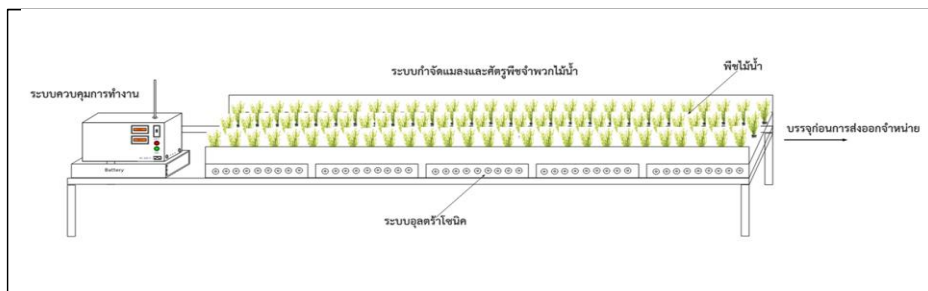 ระบบกำจัดแมลงและศัตรูพืชจำพวกไม้น้ำ
พืชไม้น้ำ
ระบบควบคุมการทำงาน
บรรจุก่อนการส่งออกจำหน่าย
Battery
ระบบอุลตร้าโซนิค